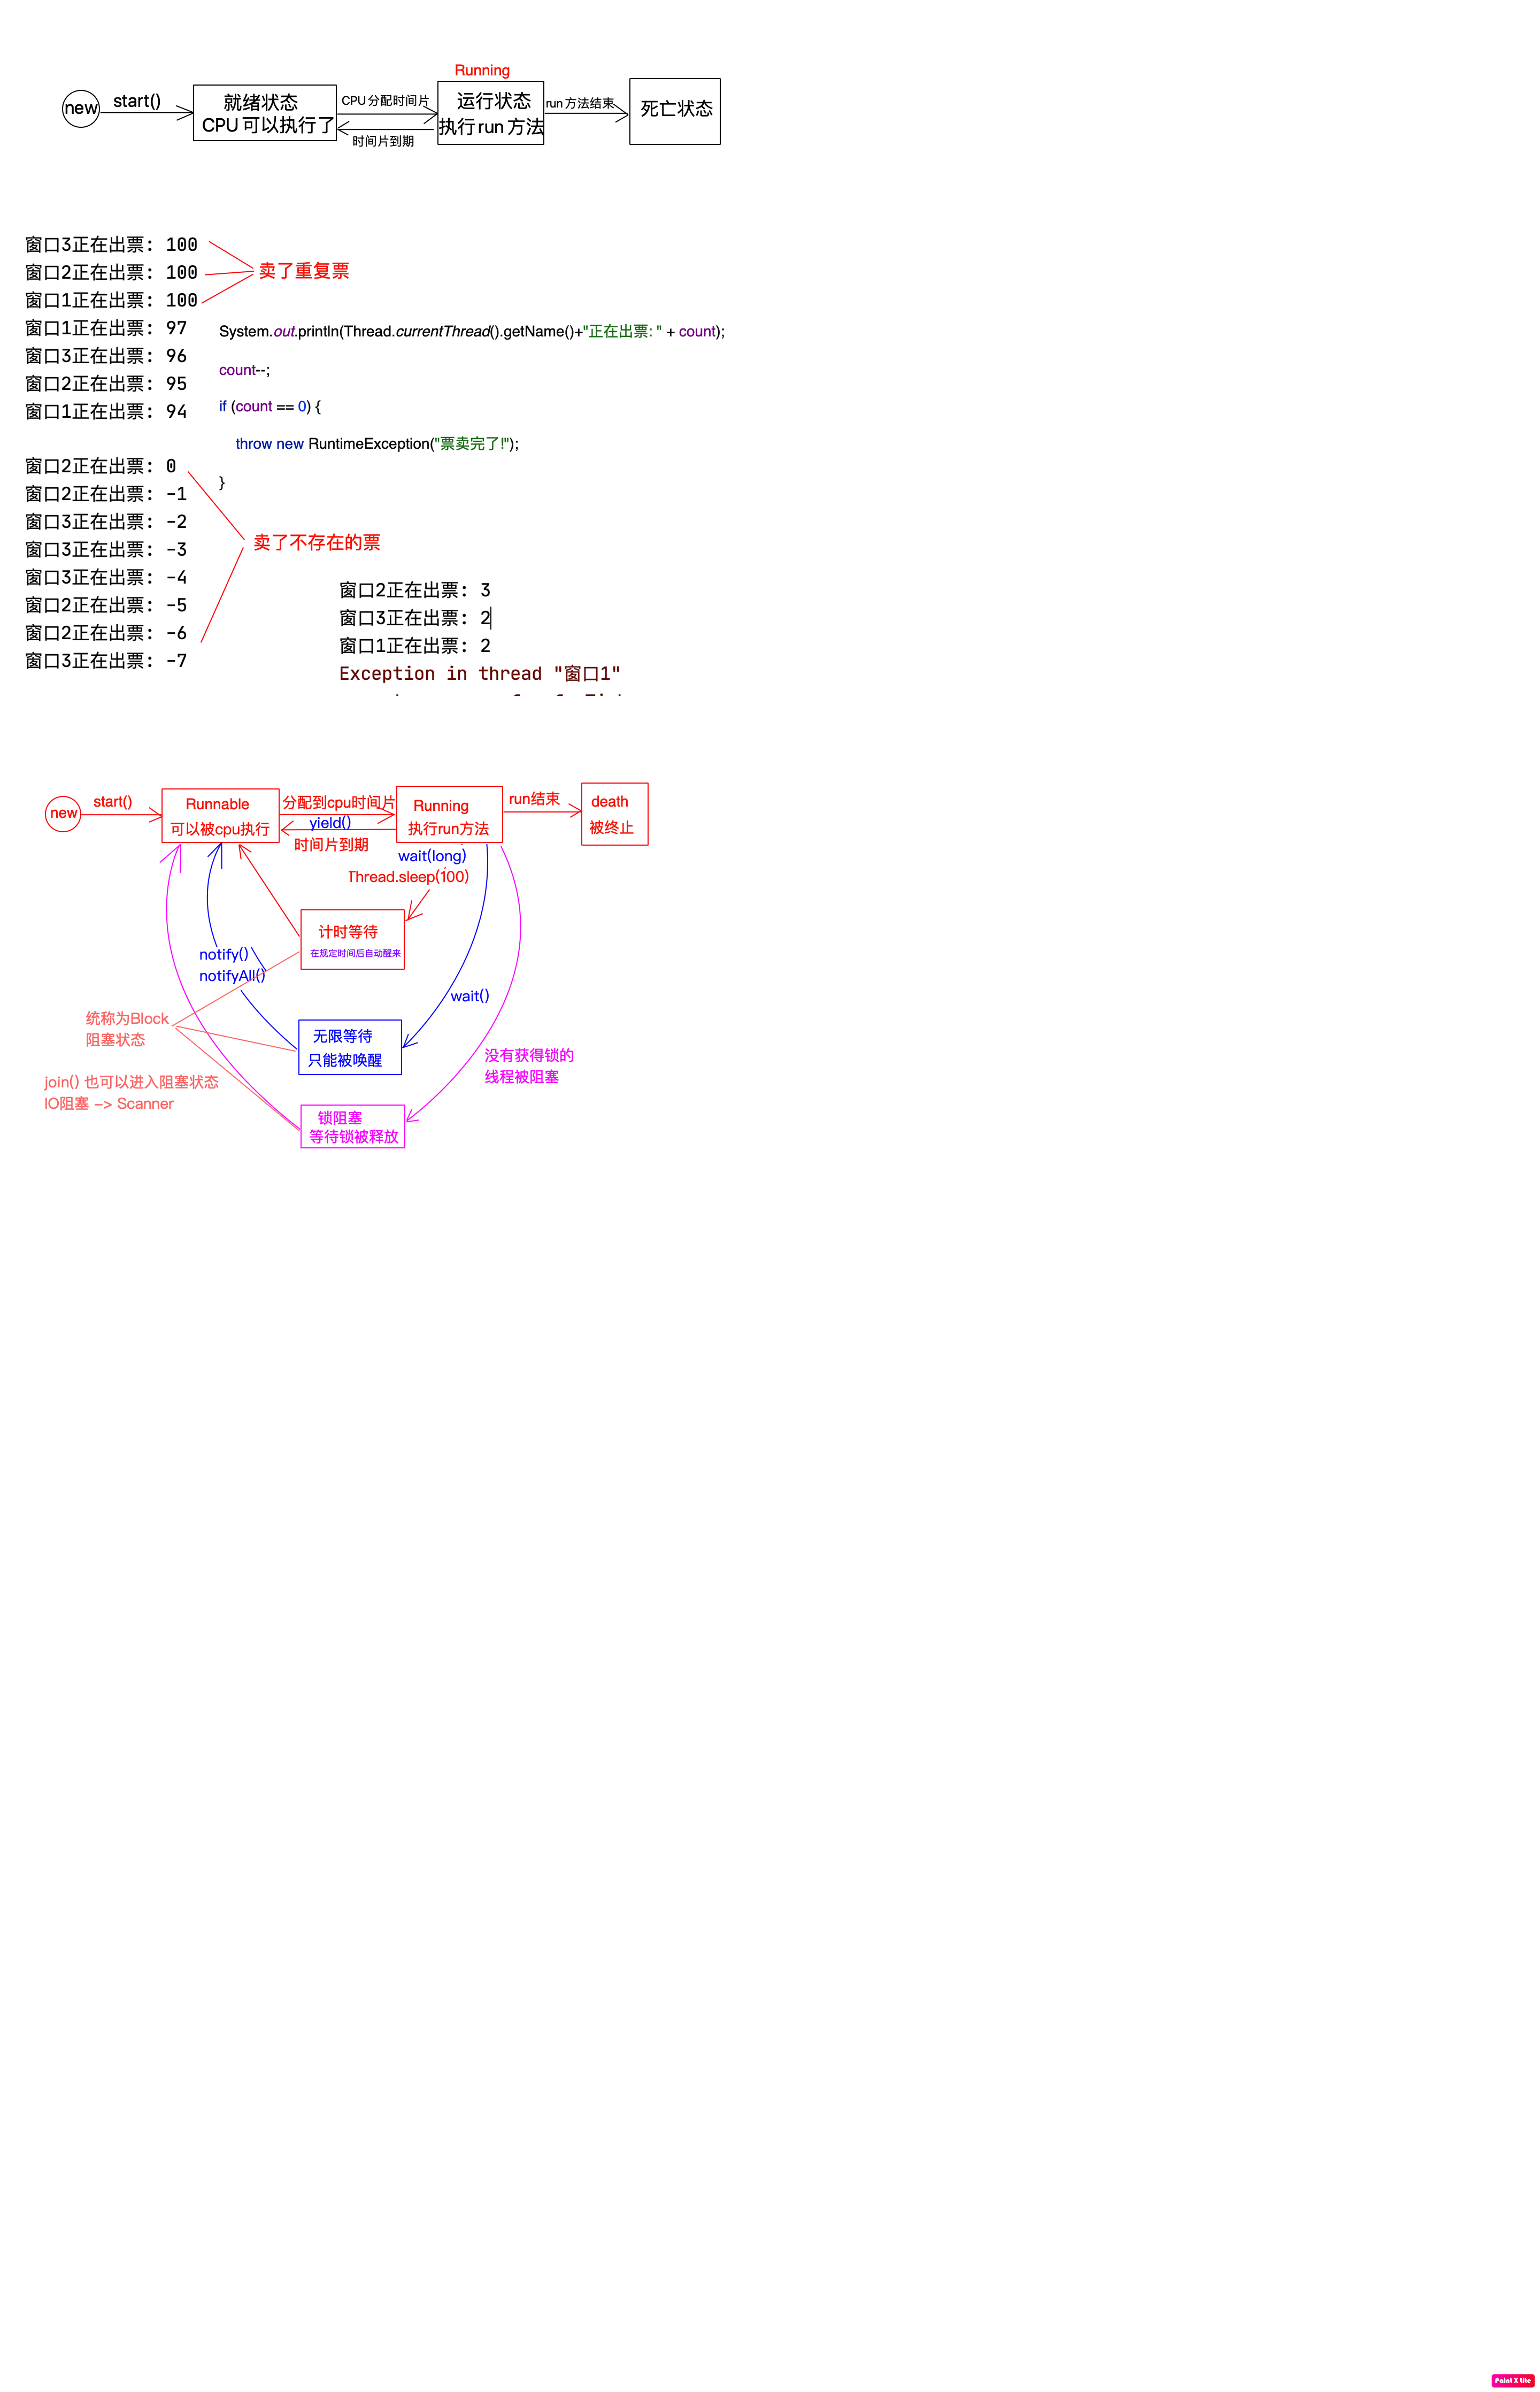 Running
new
start()
就绪状态
CPU 可以执行了
CPU 分配时间片
时间片到期
运行状态
执行 run 方法
run 方法结束
死亡状态
窗口3正在出票: 100
窗口2正在出票: 100
窗口1正在出票: 100
窗口1正在出票: 97
窗口3正在出票: 96
窗口2正在出票: 95
窗口1正在出票: 94
卖了重复票
System.out.println(Thread.currentThread().getName()+"正在出票: " + count);
count--;
if (count == 0) {
throw new RuntimeException("票卖完了!");
}
窗口2正在出票: 0
窗口2正在出票: -1
窗口3正在出票: -2
窗口3正在出票: -3
窗口3正在出票: -4
窗口2正在出票: -5
窗口2正在出票: -6
窗口3正在出票: -7
卖了不存在的票
窗口2正在出票: 3
窗口3正在出票: 2
窗口1正在出票: 2
Exception in thread "窗口1"
new
start()
Runnable
可以被cpu执行
分配到cpu时间片
yield()
时间片到期
Running
执行run方法
run结束
death
被终止
wait(long)
Thread.sleep(100)
计时等待
在规定时间后自动醒来
notify()
notifyAll()
wait()
统称为Block
阻塞状态
无限等待
只能被唤醒
没有获得锁的
线程被阻塞
join() 也可以进入阻塞状态
IO阻塞 -> Scanner
锁阻塞
等待锁被释放
Paint X Lite